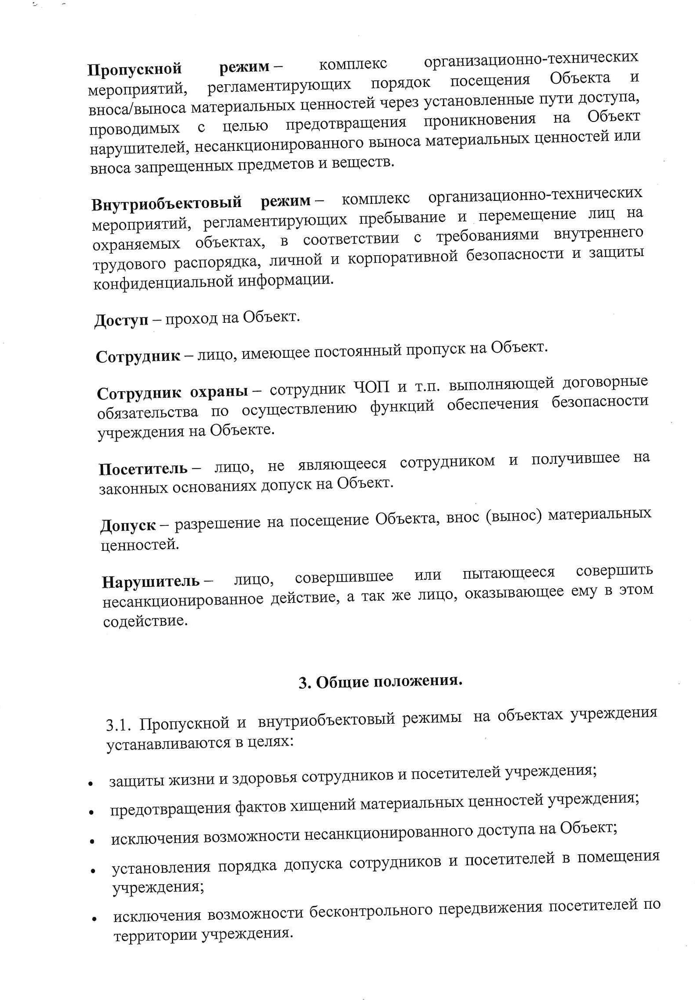 Пропускной режим – комплекс организационно-технических
мероприятий, регламентирующих порядок посещения Объекта и
вноса/выноса материальных ценностей через установленные пути доступа,
проводимых с целью предотвращения проникновения на Объект
нарушителей, несанкционированного выноса материальных ценностей или
вноса запрещенных предметов и веществ.
Внутриобъектовый режим – комплекс организационно-технических
мероприятий, регламентирующих пребывание и перемещение лиц на
охраняемых объектах, в соответствии с требованиями внутреннего
трудового распорядка, личной и корпоративной безопасности и защиты
конфиденциальной информации.
Доступ – проход на Объект.
Сотрудник – лицо, имеющее постоянный пропуск на Объект.
Сотрудник охраны – сотрудник ЧОП и т.п. выполняющей договорные
обязательства по осуществлению функций обеспечения безопасности
учреждения на Объекте.
Посетитель – лицо, не являющееся сотрудником и получившее на
законных основаниях допуск на Объект.
Допуск – разрешение на посещение Объекта, внос (вынос) материальных
ценностей.
Нарушитель – лицо, совершившее или пытающееся совершить
несанкционированное действие, а так же лицо, оказывающее ему в этом
содействие.
3. Общие положения.
3.1. Пропускной и внутриобъектовый режимы на объектах учреждения
устанавливаются в целях:
• защиты жизни и здоровья сотрудников и посетителей учреждения;
• предотвращения фактов хищений материальных ценностей учреждения;
• исключения возможности несанкционированного доступа на Объект;
• установления порядка допуска сотрудников и посетителей в помещения
учреждения;
• исключения возможности бесконтрольного передвижения посетителей по
территории учреждения.